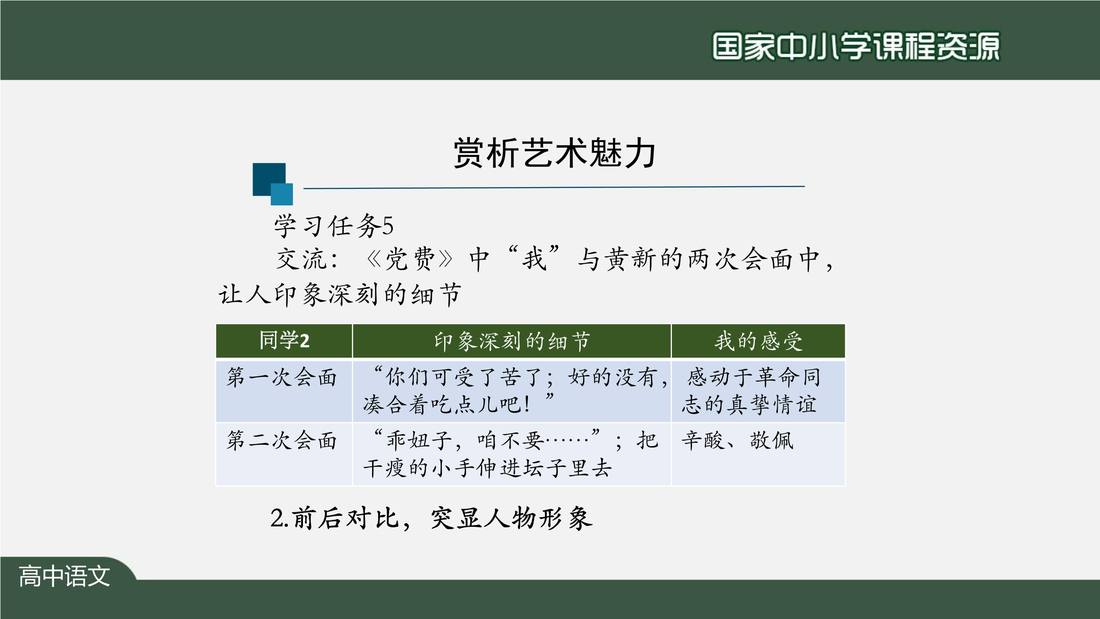 国家中小学课程资源
赏析艺术魅力
学习任务5
交流：《党费》中“我”与黄新的两次会面中，
让人印象深刻的细节
同学2 印象深刻的细节 我的感受
第一次会面 “你们可受了苦了；好的没有， 感动于革命同
凑合着吃点儿吧！” 志的真挚情谊
第二次会面 “乖妞子，咱不要……”；把 辛酸、敬佩
干瘦的小手伸进坛子里去
2.前后对比，突显人物形象
高中语文